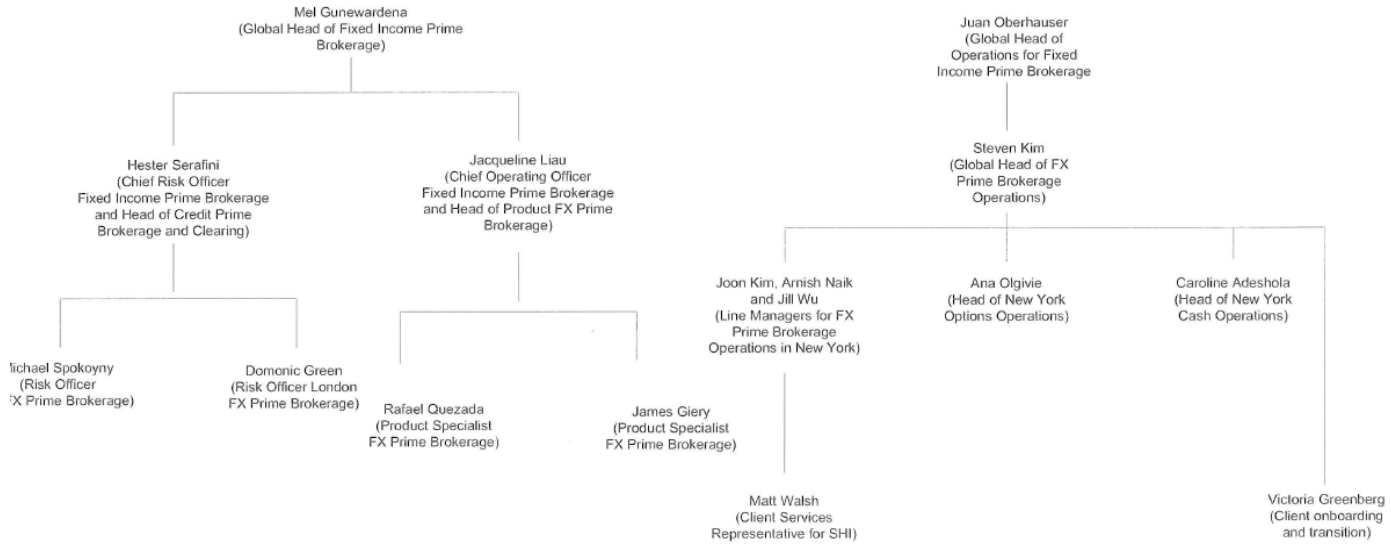 Mel Gunewardena
(Global Head of Fixed Income Prime
Brokerage)
Juan Oberhauser
(Global Head of
Operations for Fixed
Income Prime Brokerage
Hester Serafini
(Chief Risk Officer
Fixed Income Prime Brokerage
and Head of Credit Prime
Brokerage and Clearing)
Jacqueline Liau
(Chief Operating Officer
Fixed Income Prime Brokerage
and Head of Product FX Prime
Brokerage)
Steven Kim
(Global Head of FX
Prime Brokerage
Operations)
Joon Kim, Arnish Naik
and Jill Wu
(Line Managers for FX
Prime Brokerage
Operations in New York)
Ana Olgivie
(Head of New York
Options Operations)
Caroline Adeshola
(Head of New York
Cash Operations)
ichael Spokoyny
(Risk Officer
FX Prime Brokerage)
Domonic Green
(Risk Officer London
FX Prime Brokerage)
Rafael Quezada
(Product Specialist
FX Prime Brokerage)
James Giery
(Product Specialist
FX Prime Brokerage)
Matt Walsh
(Client Services
Representative for SHI)
Victoria Greenberg
(Client onboarding
and transition)